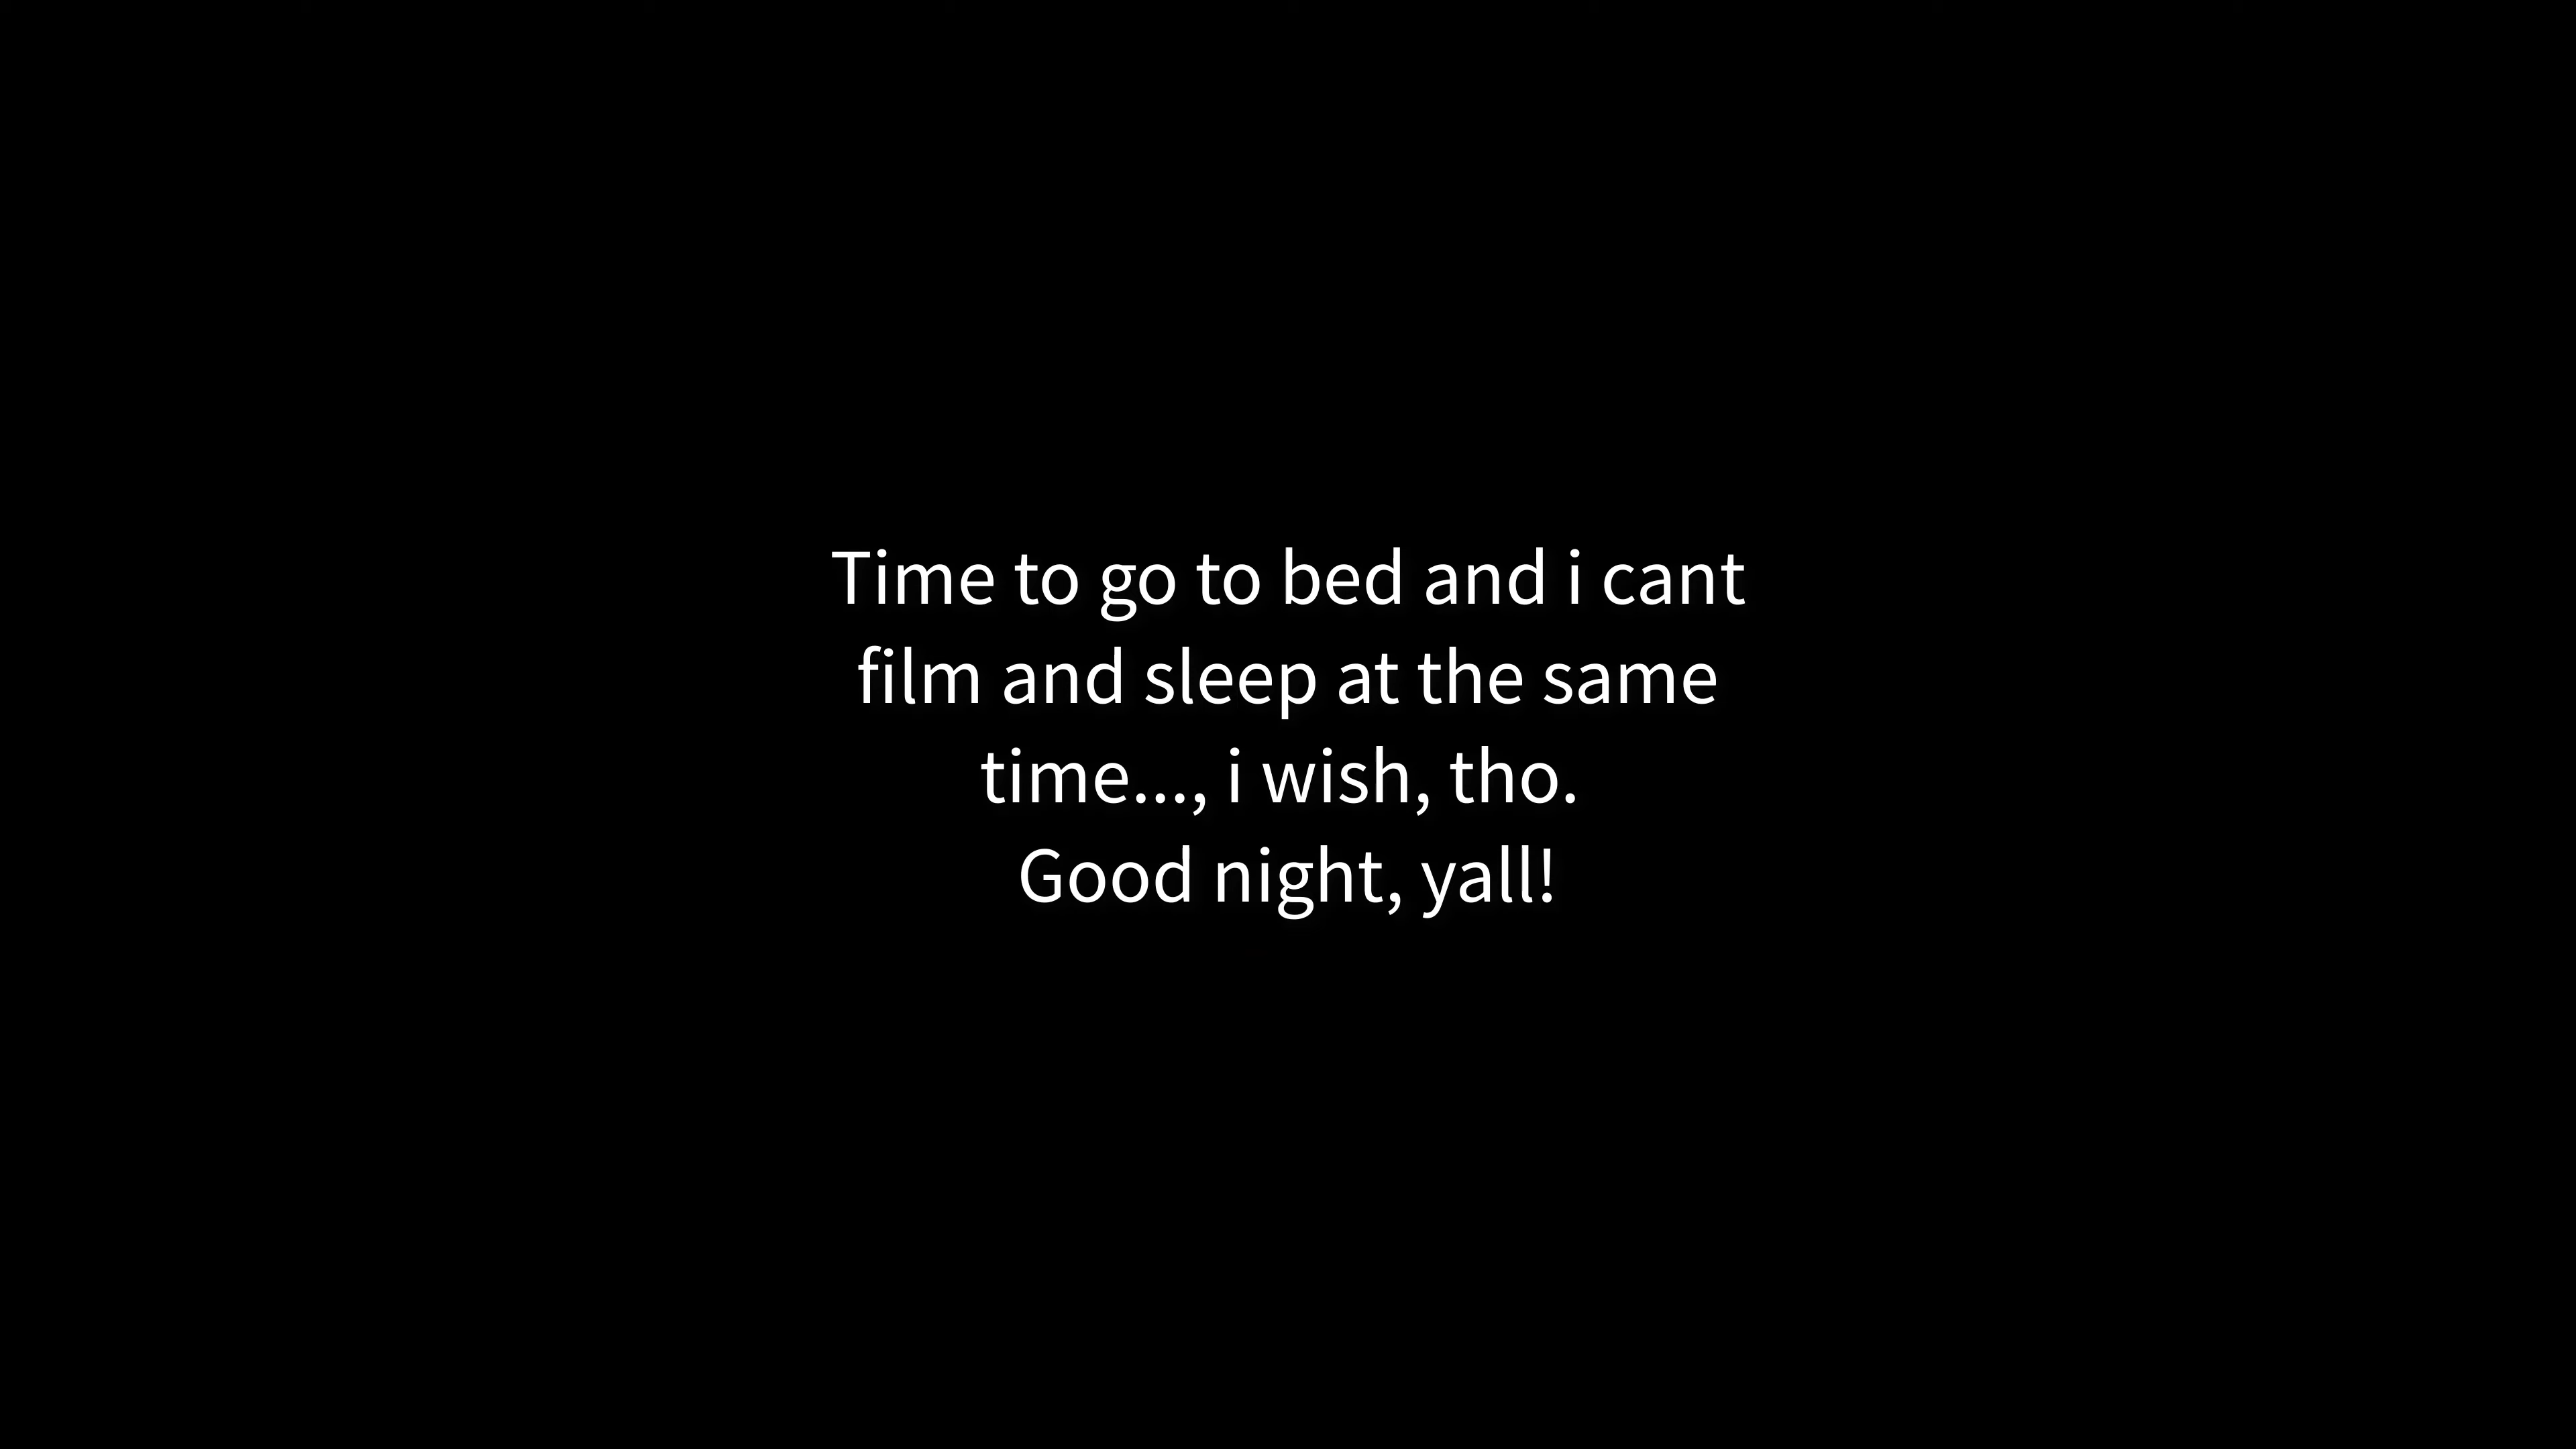 Time to go to bed and i cant
film and sleep at the same
time..., i wish, tho.
Good night, yall!